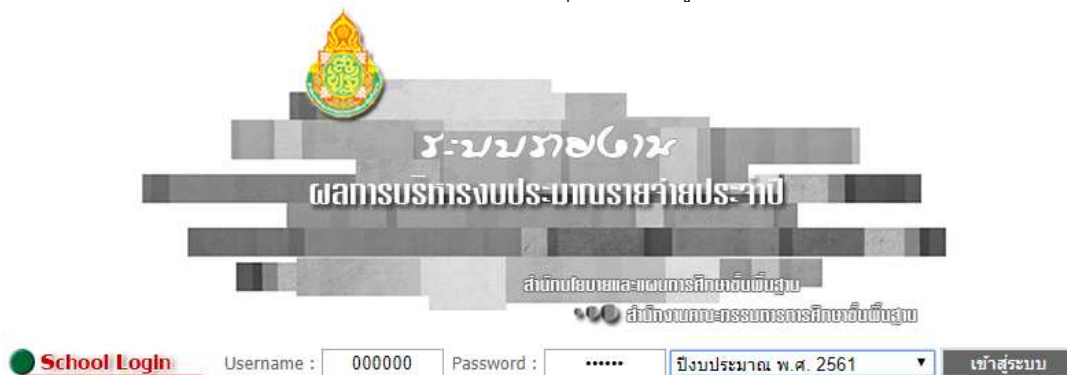 ระบบรายงาน
ผลการบริหารงบประมาณรายจ่ายประจำปี
สำนักนโยบายและแผนการศึกษาขั้นพื้นฐาน
สำนักงานคณะกรรมการการศึกษาขั้นพื้นฐาน
School Login Username : 000000 Password : •••••• ปีงบประมาณ พ.ศ. 2561 เข้าสู่ระบบ